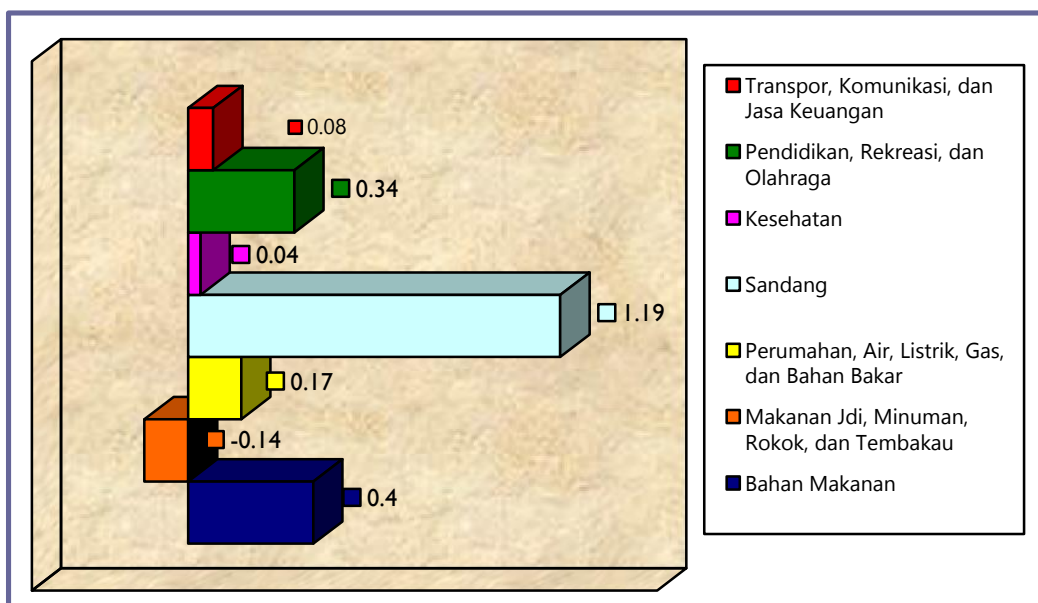 0.08
0.34
0.04
1.19
0.17
-0.14
0.4
Transpor, Komunikasi, dan
Jasa Keuangan
Pendidikan, Rekreasi, dan
Olahraga
Kesehatan
Sandang
Perumahan, Air, Listrik, Gas,
dan Bahan Bakar
Makanan Jdi, Minuman,
Rokok, dan Tembakau
Bahan Makanan